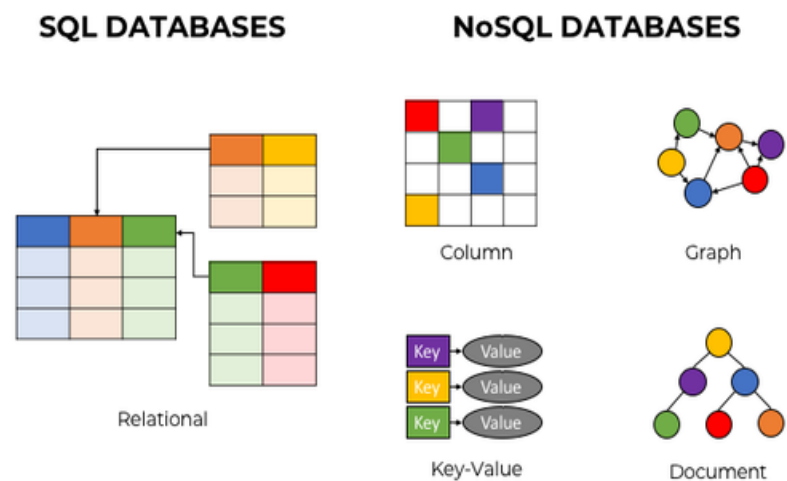 SQL DATABASES
NoSQL DATABASES
Relational
Column
Graph
Key Value
Key Value
Key Value
Key-Value
Document